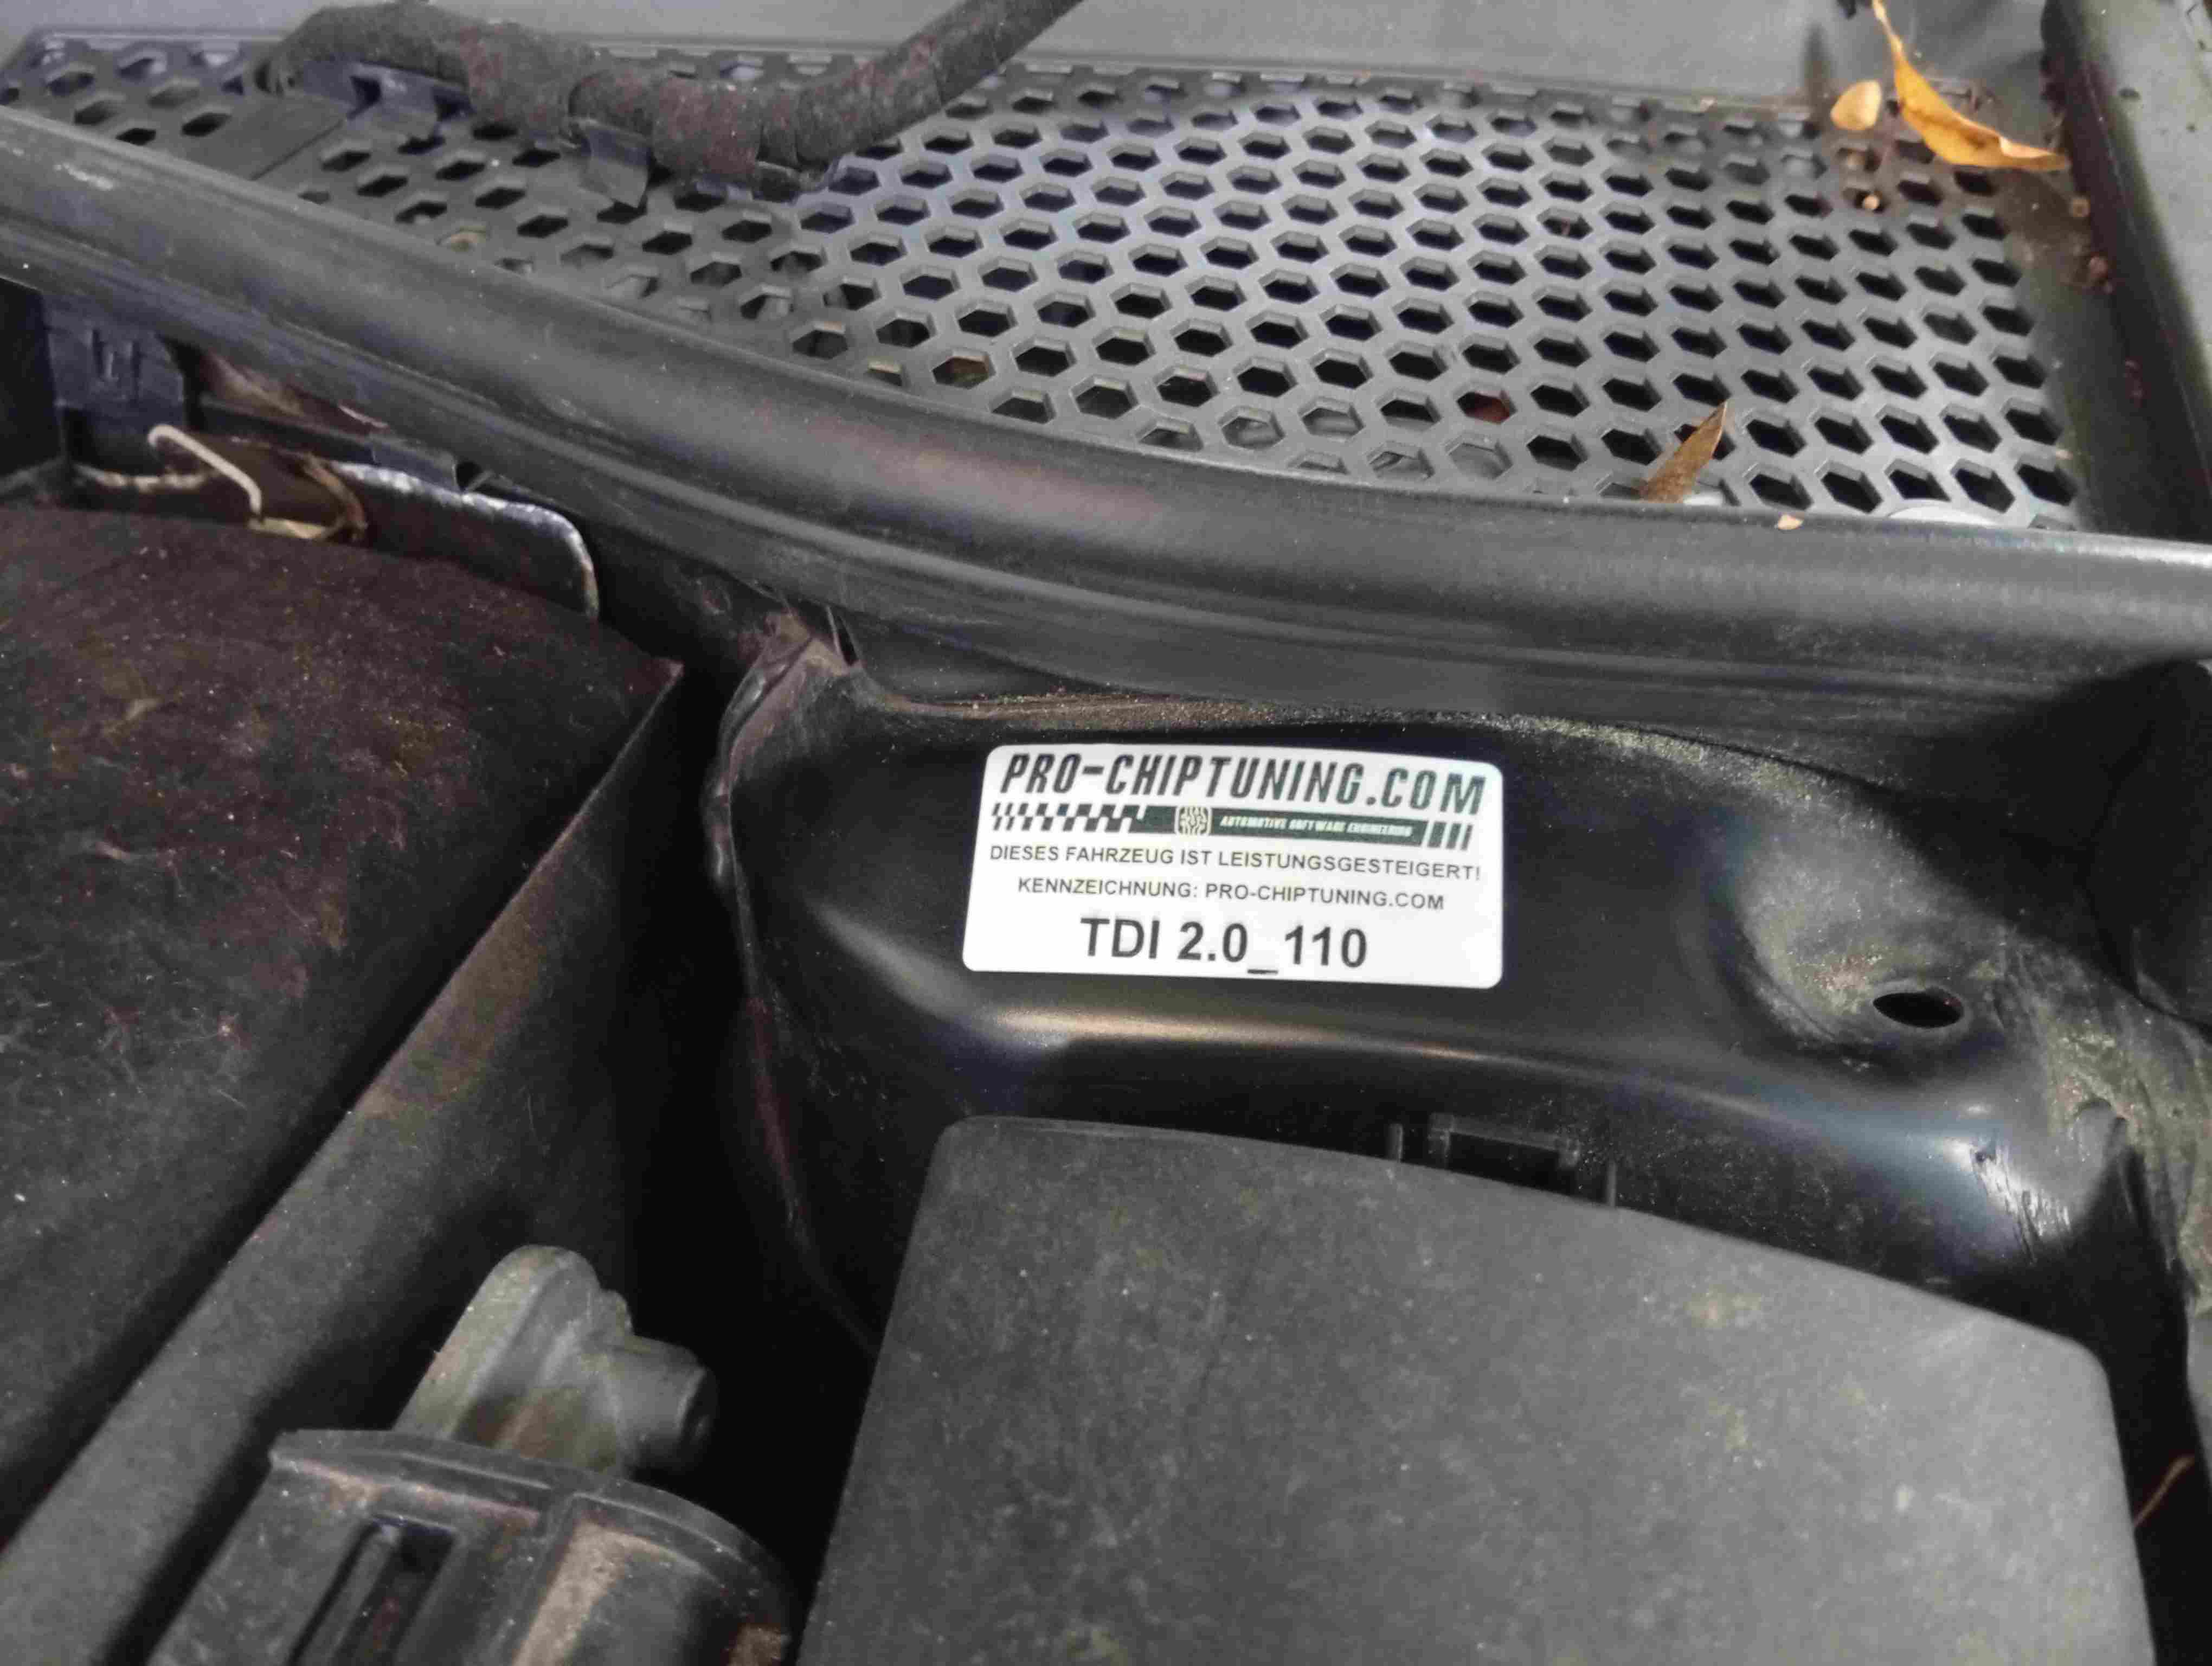 PRO-CHIPTUNING.COM
AUTOMOTIVE SOFTWARE ENGINEERING
DIESES FAHRZEUG IST LEISTUNGSGESTEIGERT!
KENNZEICHNUNG: PRO-CHIPTUNING.COM
TDI 2.0_110